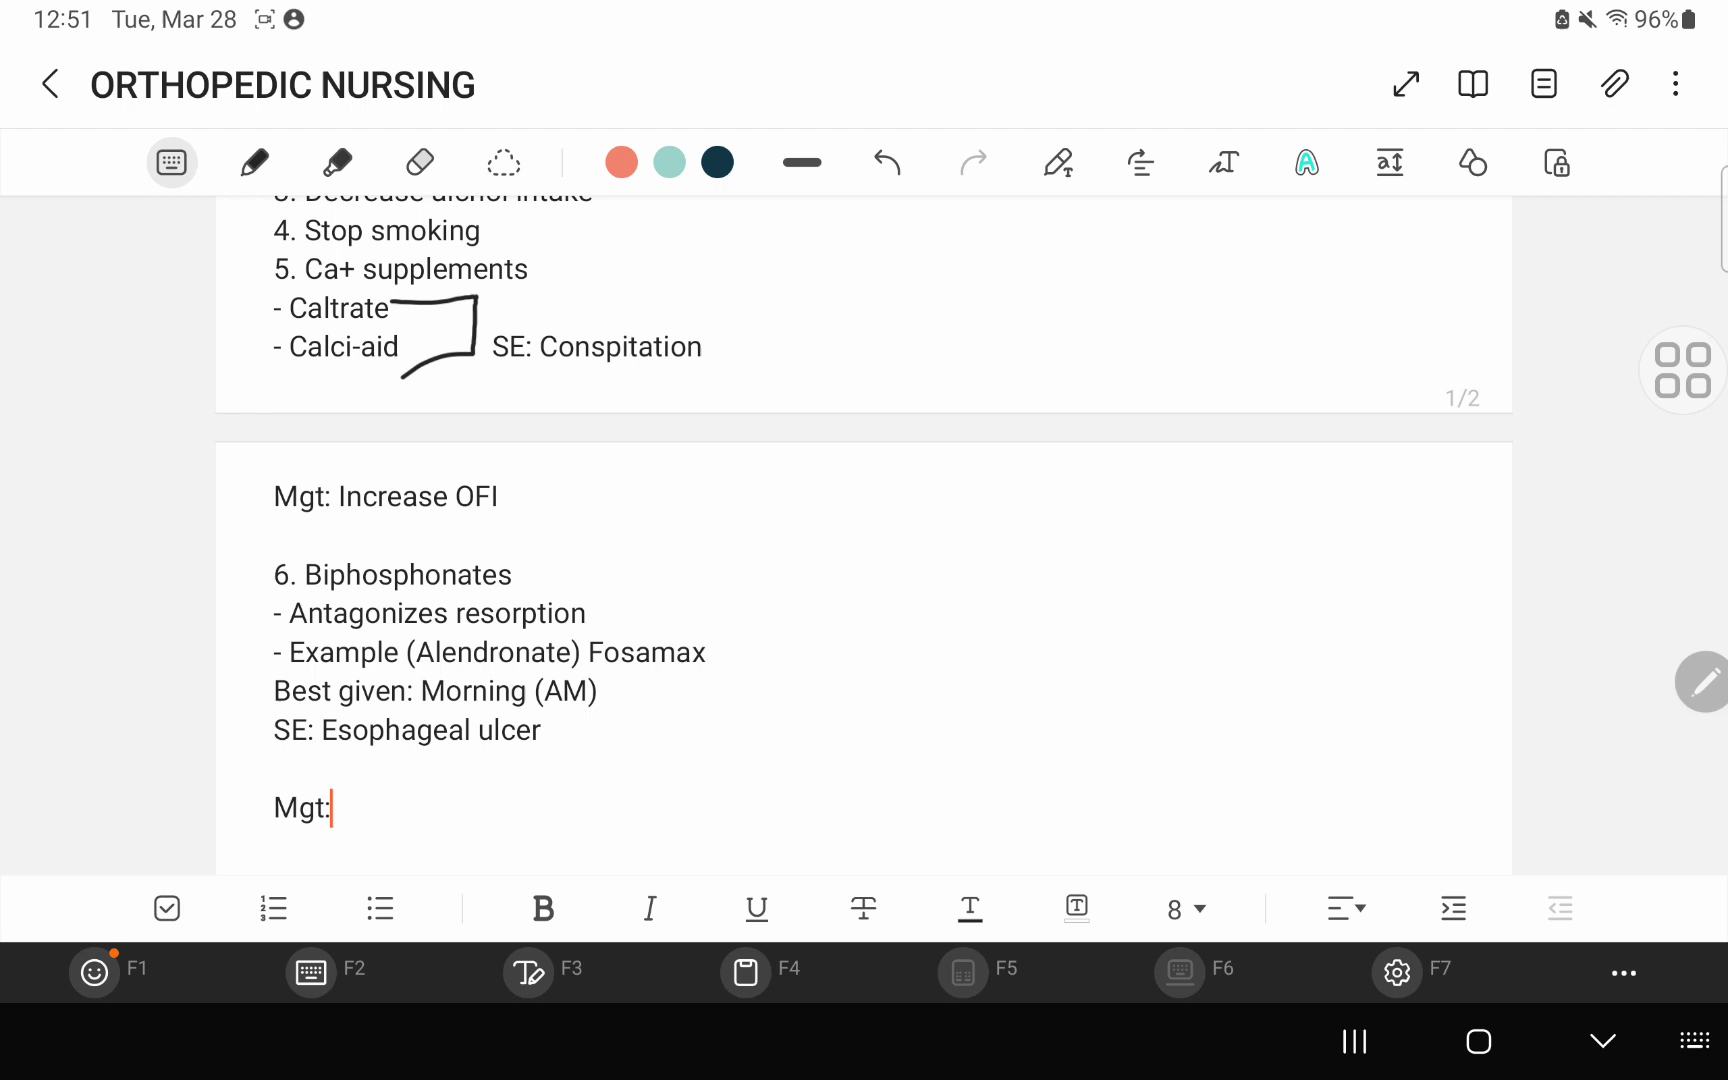 12:51 Tue, Mar 28 96%
ORTHOPEDIC NURSING
4. Stop smoking
5. Ca+ supplements
- Caltrate
- Calci-aid SE: Conspitation
1/2
Mgt: Increase OFI
6. Biphosphonates
- Antagonizes resorption
- Example (Alendronate) Fosamax
Best given: Morning (AM)
SE: Esophageal ulcer
Mgt:
8
F1 F2 F3 F4 F5 F6 F7